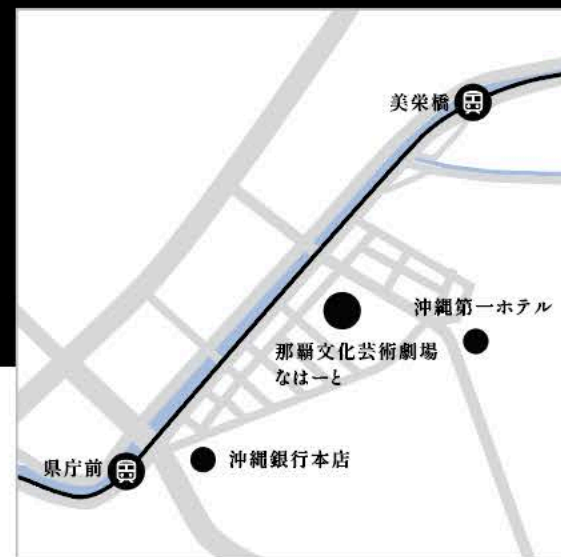 美栄橋
沖縄第一ホテル
那覇文化芸術劇場
なはーと
県庁前
沖縄銀行本店